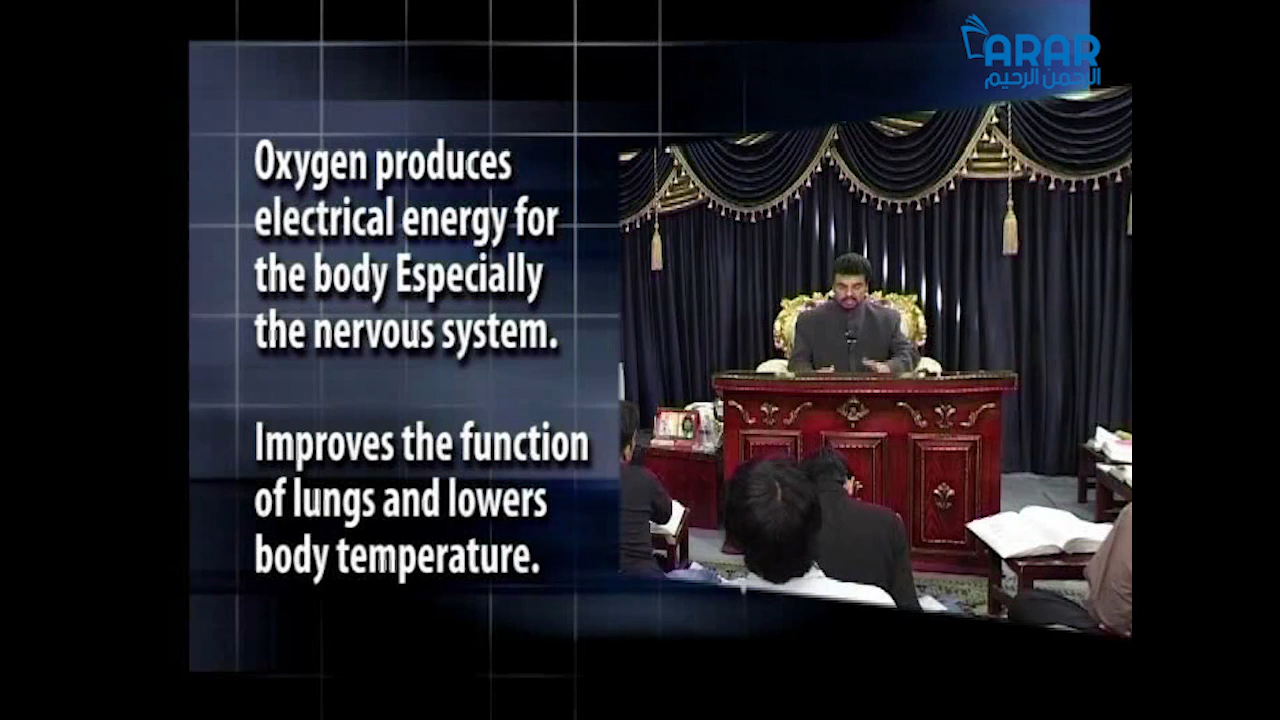 ARAR
الرحمن الرحيم
Oxygen produces
electrical energy for
the body Especially
the nervous system.
Improves the function
of lungs and lowers
body temperature.